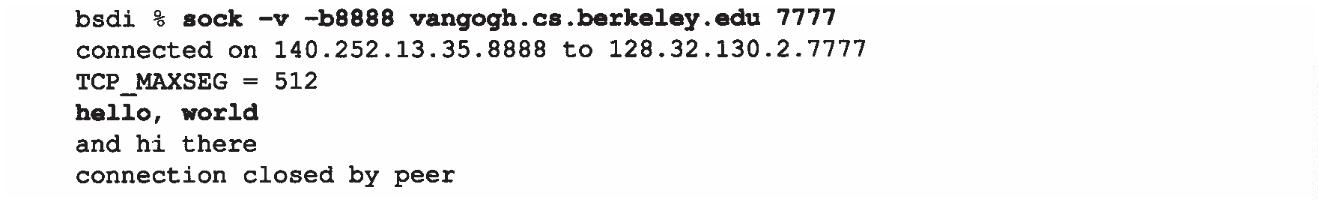 bsdi % sock -v -b8888 vangogh.cs.berkeley.edu 7777
connected on 140.252.13.35.8888 to 128.32.130.2.7777
TCP_MAXSEG = 512
hello, world
and hi there
connection closed by peer